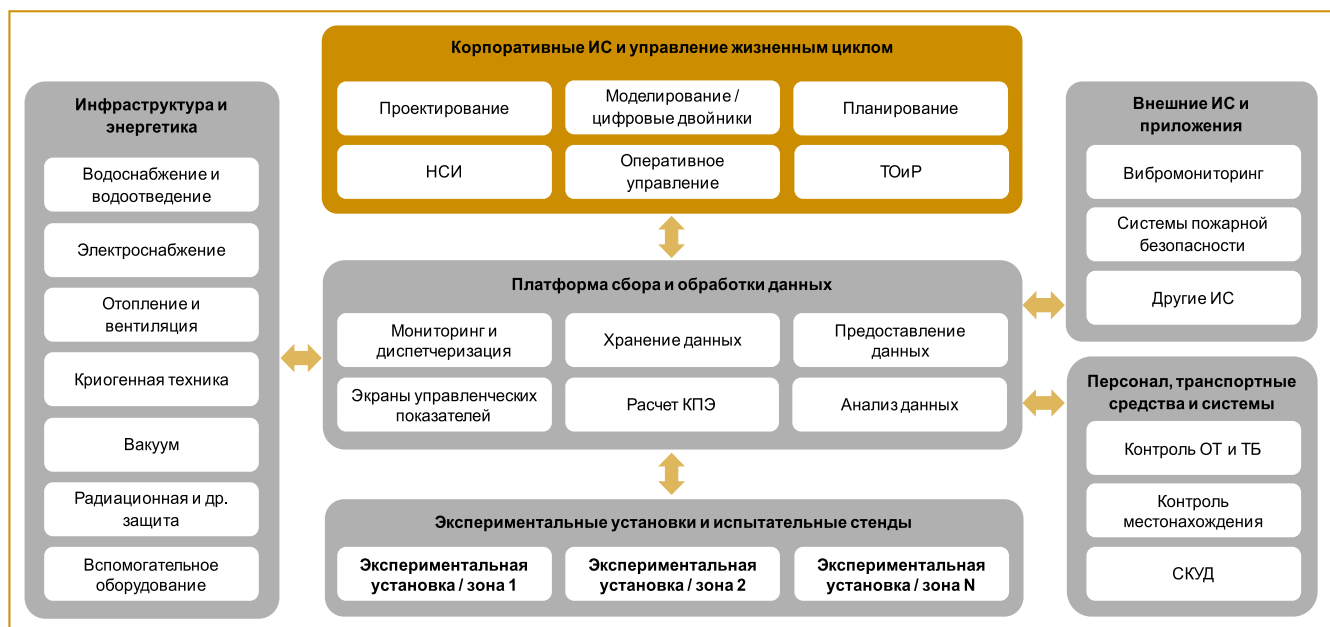 Корпоративные ИС и управление жизненным циклом
Проектирование
Моделирование /
цифровые двойники
Планирование
НСИ
Оперативное
управление
ТОиР
Инфраструктура и
энергетика
Водоснабжение и
водоотведение
Электроснабжение
Отопление и
вентиляция
Криогенная техника
Вакуум
Радиационная и др.
защита
Вспомогательное
оборудование
Платформа сбора и обработки данных
Мониторинг и
диспетчеризация
Хранение данных
Предоставление
данных
Экраны управленческих
показателей
Расчет КПЭ
Анализ данных
Экспериментальные установки и испытательные стенды
Экспериментальная
установка / зона 1
Экспериментальная
установка / зона 2
Экспериментальная
установка / зона N
Внешние ИС и
приложения
Вибромониторинг
Системы пожарной
безопасности
Другие ИС
Персонал, транспортные
средства и системы
Контроль ОТ и ТБ
Контроль
местонахождения
СКУД